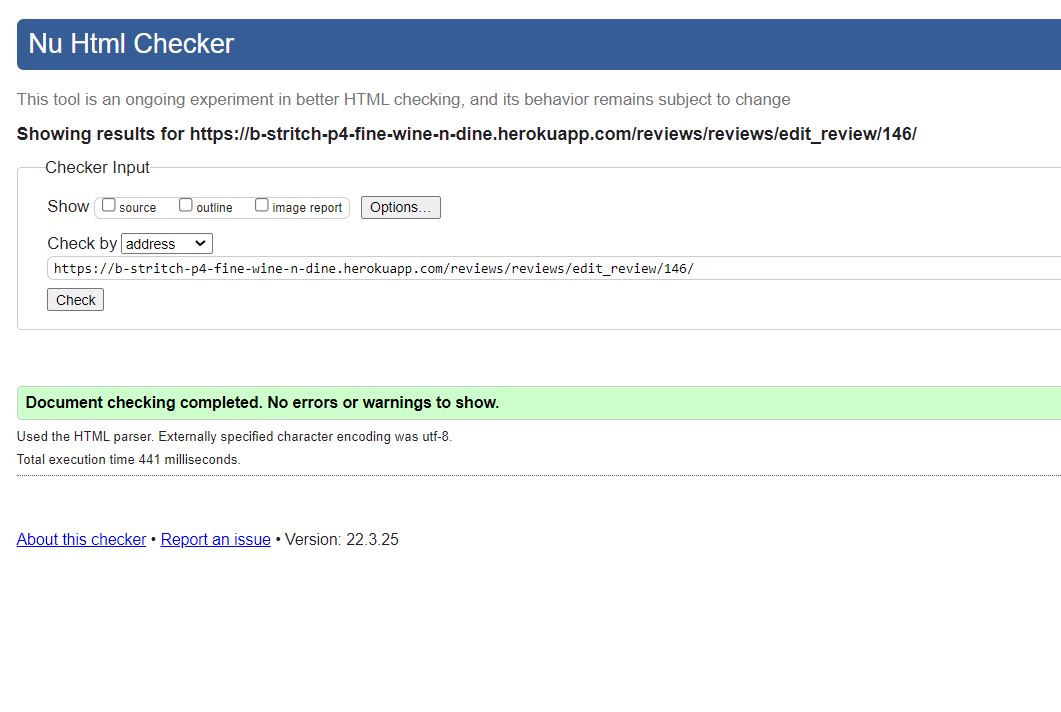 Nu Html Checker
This tool is an ongoing experiment in better HTML checking, and its behavior remains subject to change
Showing results for https://b-stritch-p4-fine-wine-n-dine.herokuapp.com/reviews/reviews/edit_review/146/
Checker Input
Show source outline image report Options...
Check by address
https://b-stritch-p4-fine-wine-n-dine.herokuapp.com/reviews/reviews/edit_review/146/
Check
Document checking completed. No errors or warnings to show.
Used the HTML parser. Externally specified character encoding was utf-8.
Total execution time 441 milliseconds.
About this checker • Report an issue • Version: 22.3.25